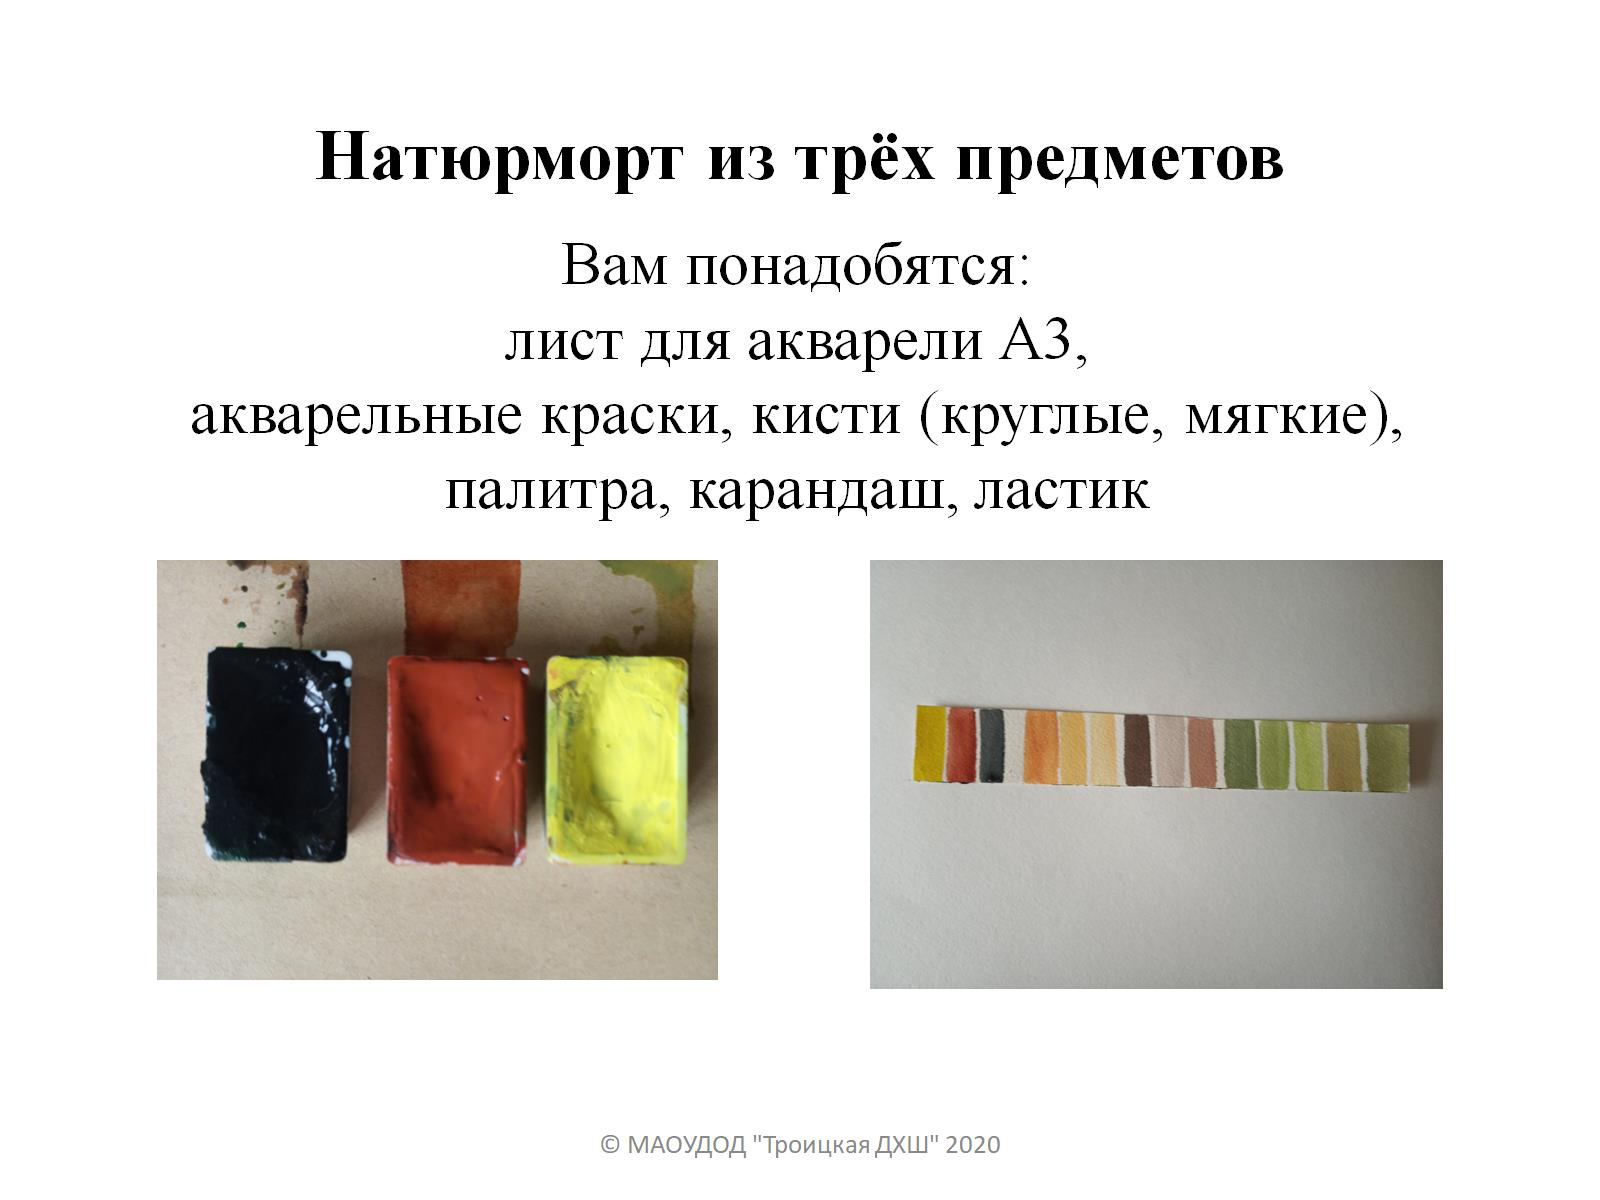 Натюрморт из трёх предметов
Вам понадобятся:
лист для акварели А3,
акварельные краски, кисти (круглые, мягкие),
палитра, карандаш, ластик
© МАОУДОД "Троицкая ДХШ" 2020